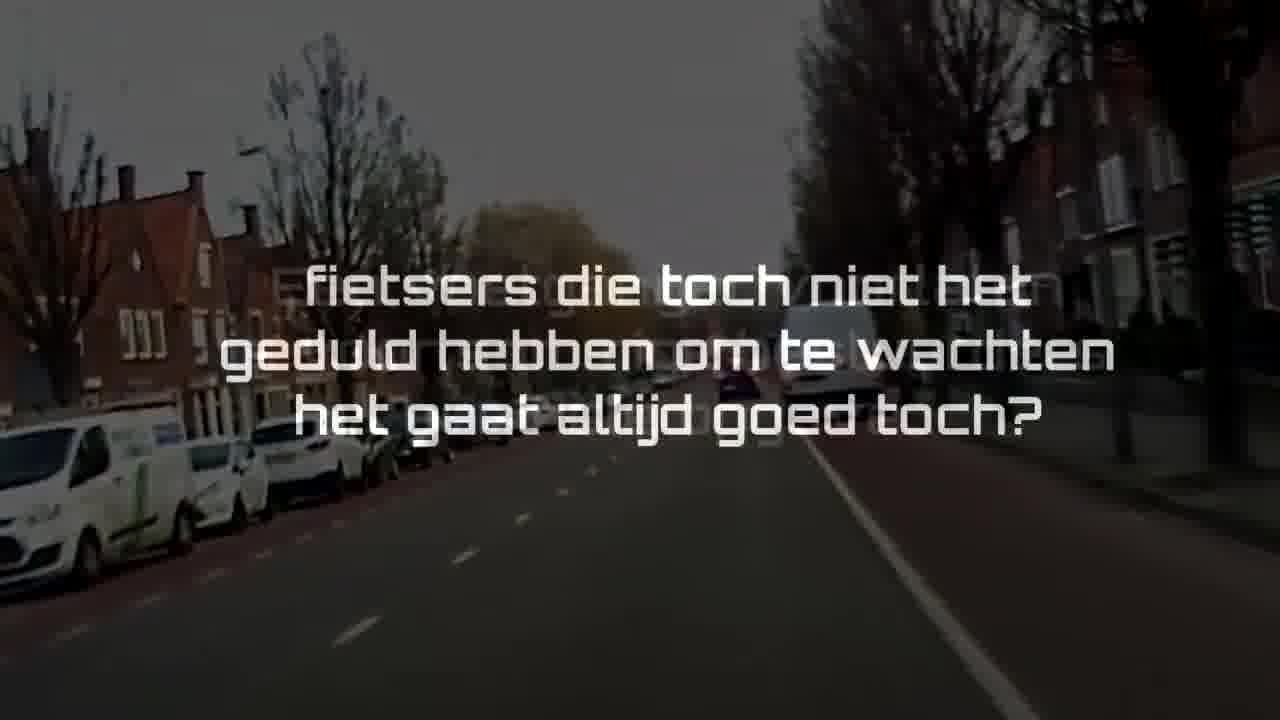 fietsers die toch niet het
geduld hebben om te wachten
het gaat altijd goed toch?